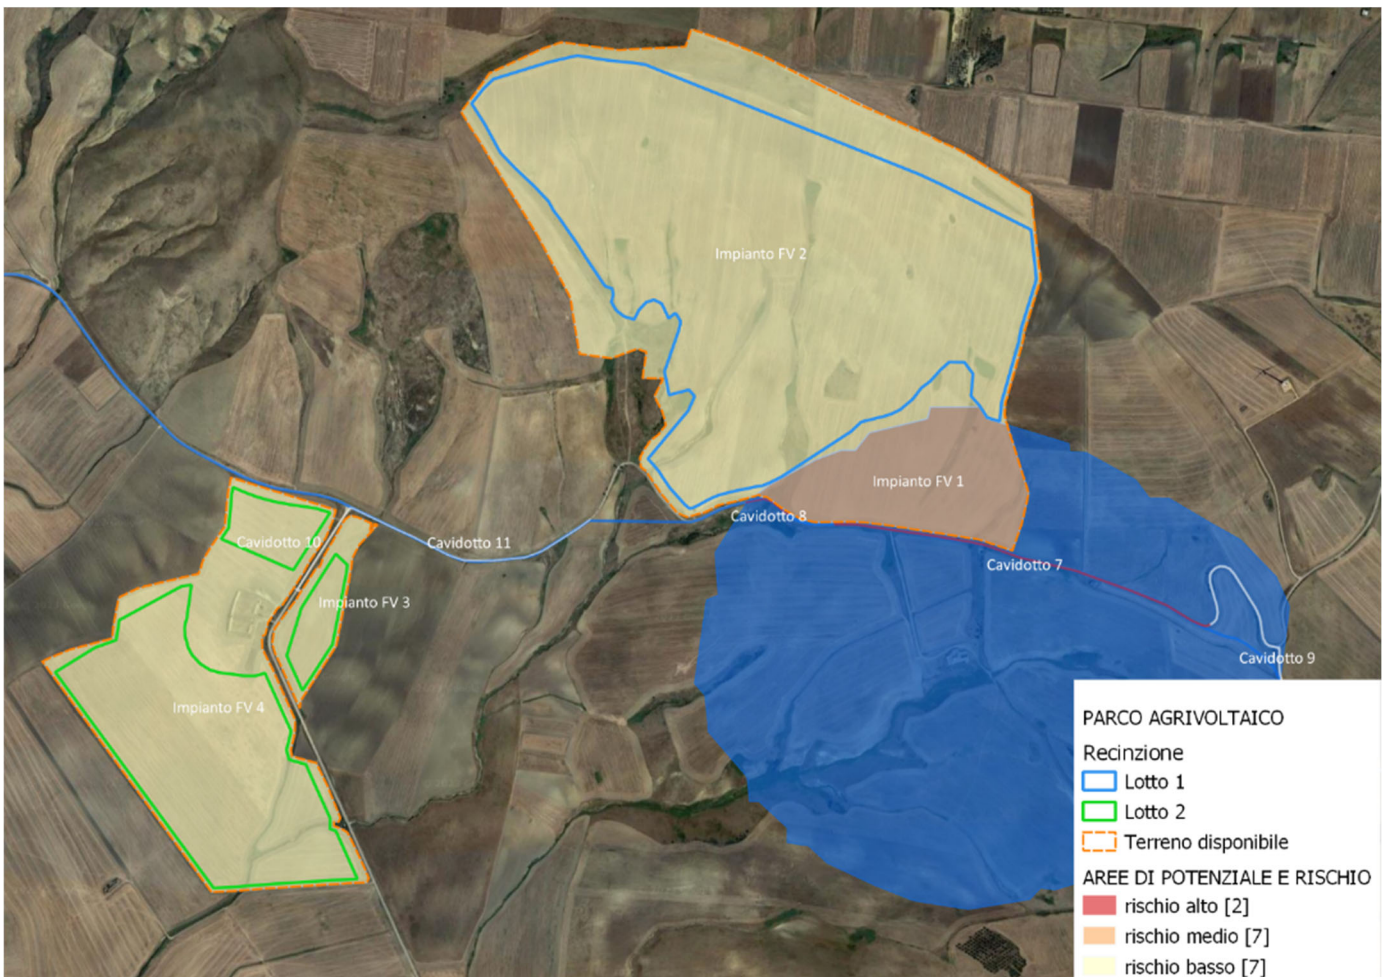 Impianto FV 2
Impianto FV 1
Cavidotto 8
Cavidotto 10
Cavidotto 11
Cavidotto 7
Impianto FV 3
Cavidotto 9
Impianto FV 4
PARCO AGRIVOLTAICO
Recinzione
Lotto 1
Lotto 2
Terreno disponibile
AREE DI POTENZIALE E RISCHIO
rischio alto [2]
rischio medio [7]
rischio basso [7]